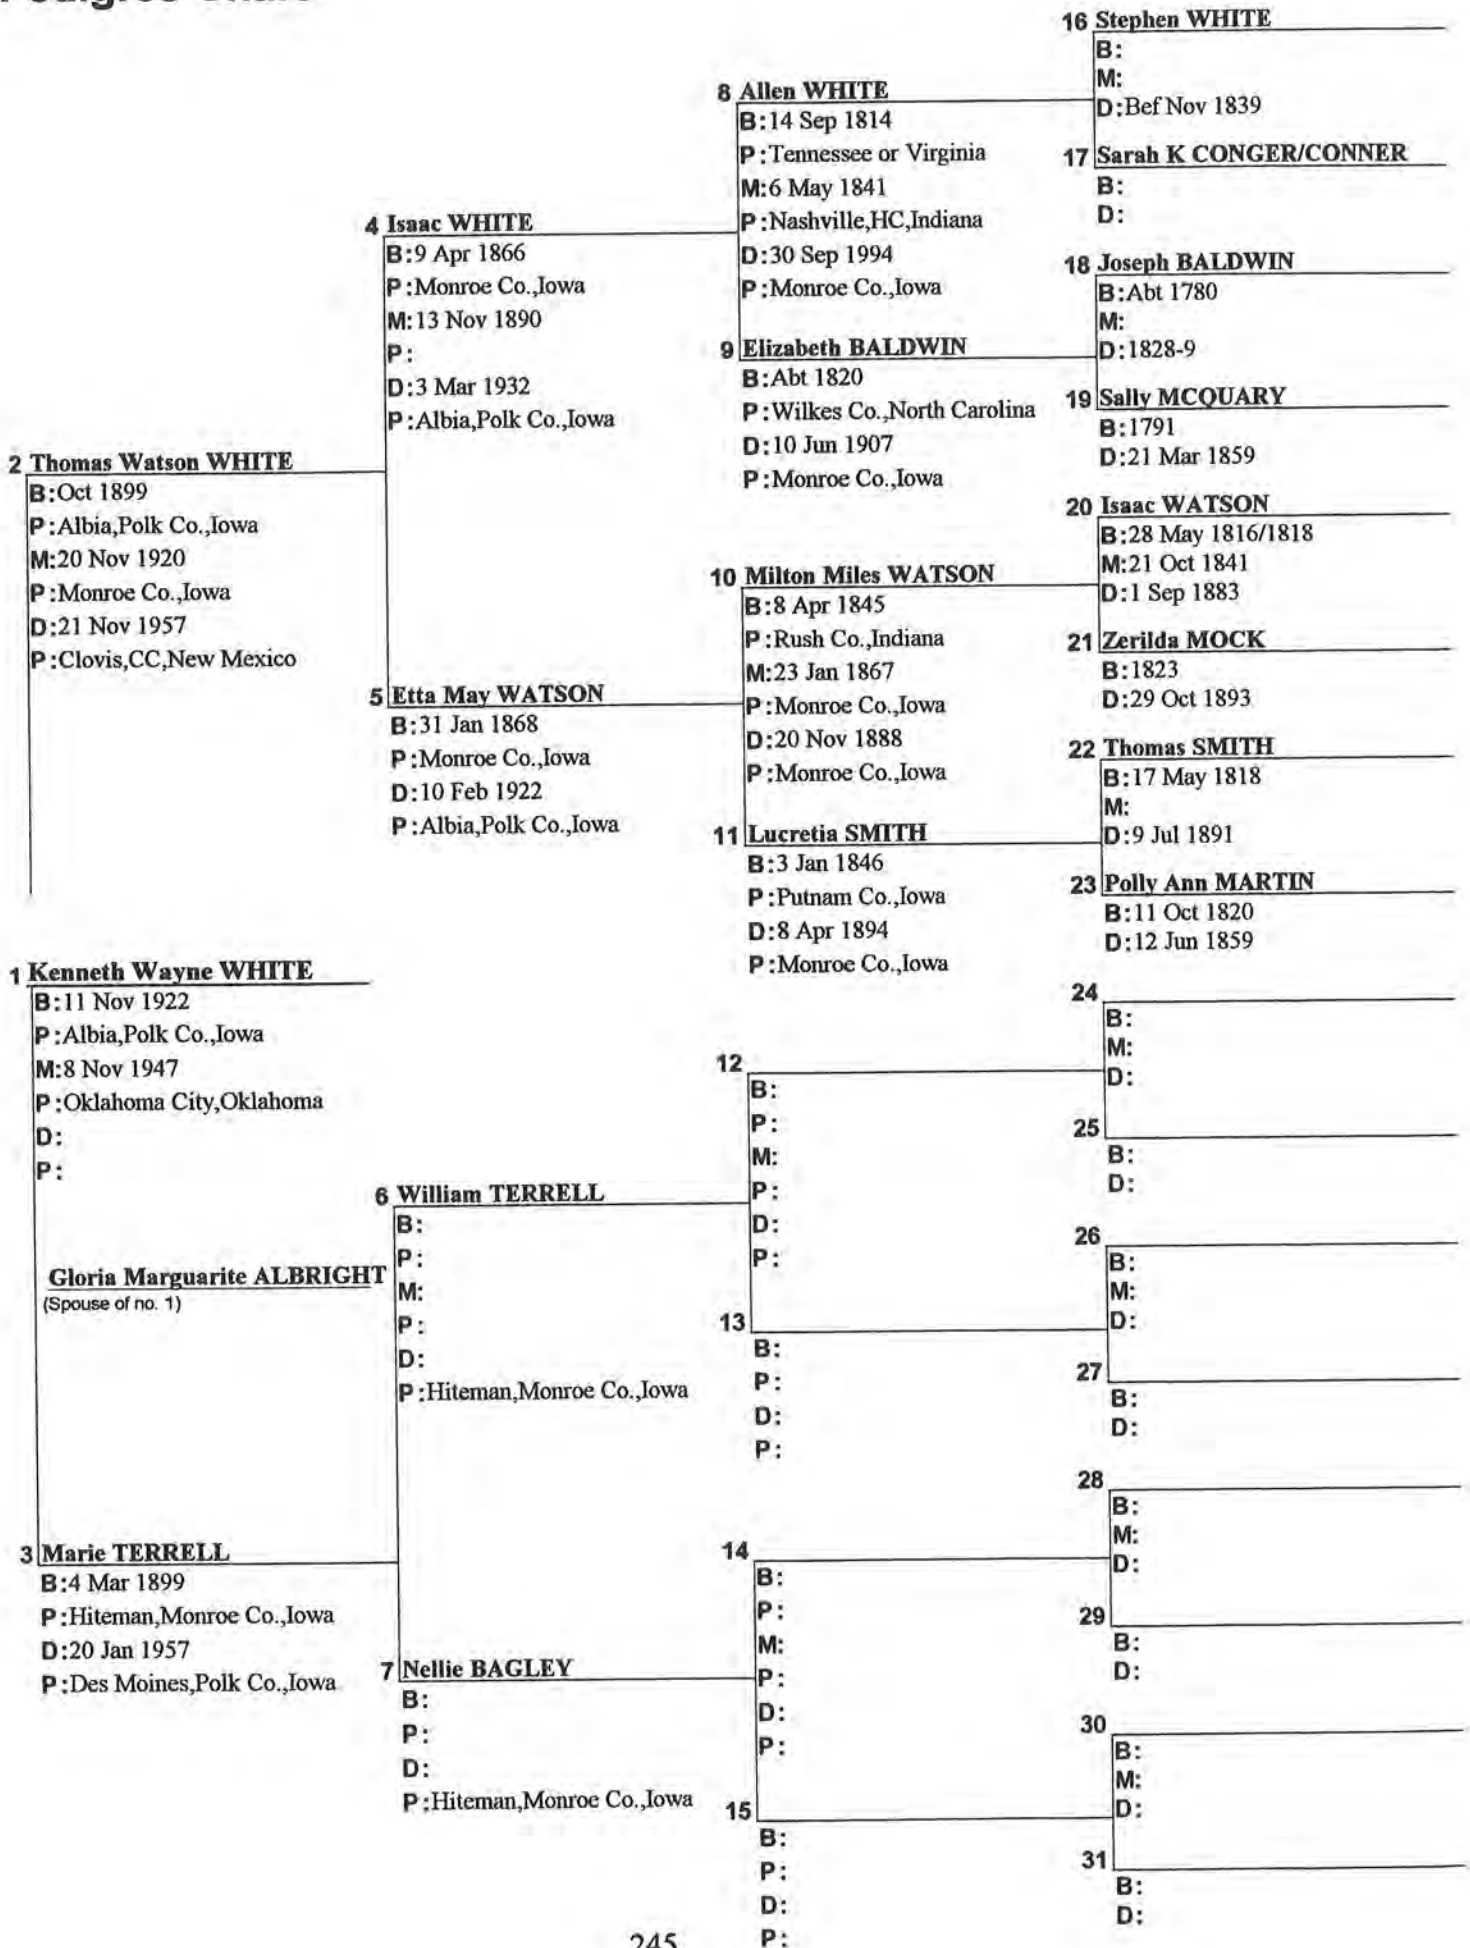 Pedigree Chart
16 Stephen WHITE
B:
M:
D:Bef Nov 1839
8 Allen WHITE
B:14 Sep 1814
P:Tennessee or Virginia
M:6 May 1841
P:Nashville,HC,Indiana
D:30 Sep 1994
P:Monroe Co.,Iowa
17 Sarah K CONGER/CONNER
B:
D:
4 Isaac WHITE
B:9 Apr 1866
P:Monroe Co.,Iowa
M:13 Nov 1890
P:
D:3 Mar 1932
P:Albia,Polk Co.,Iowa
18 Joseph BALDWIN
B:Abt 1780
M:
D:1828-9
9 Elizabeth BALDWIN
B:Abt 1820
P:Wilkes Co.,North Carolina
D:10 Jun 1907
P:Monroe Co.,Iowa
19 Sally MCQUARY
B:1791
D:21 Mar 1859
2 Thomas Watson WHITE
B:Oct 1899
P:Albia,Polk Co.,Iowa
M:20 Nov 1920
P:Monroe Co.,Iowa
D:21 Nov 1957
P:Clovis,CC,New Mexico
20 Isaac WATSON
B:28 May 1816/1818
M:21 Oct 1841
D:1 Sep 1883
10 Milton Miles WATSON
B:8 Apr 1845
P:Rush Co.,Indiana
M:23 Jan 1867
P:Monroe Co.,Iowa
D:20 Nov 1888
P:Monroe Co.,Iowa
21 Zerilda MOCK
B:1823
D:29 Oct 1893
5 Etta May WATSON
B:31 Jan 1868
P:Monroe Co.,Iowa
D:10 Feb 1922
P:Albia,Polk Co.,Iowa
22 Thomas SMITH
B:17 May 1818
M:
D:9 Jul 1891
11 Lucretia SMITH
B:3 Jan 1846
P:Putnam Co.,Iowa
D:8 Apr 1894
P:Monroe Co.,Iowa
23 Polly Ann MARTIN
B:11 Oct 1820
D:12 Jun 1859
1 Kenneth Wayne WHITE
B:11 Nov 1922
P:Albia,Polk Co.,Iowa
M:8 Nov 1947
P:Oklahoma City,Oklahoma
D:
P:
24
B:
M:
D:
12
B:
P:
M:
P:
D:
P:
25
B:
D:
6 William TERRELL
B:
P:
M:
P:
D:
P:Hiteman,Monroe Co.,Iowa
Gloria Marguarite ALBRIGHT
(Spouse of no. 1)
26
B:
M:
D:
13
B:
P:
D:
P:
27
B:
D:
28
B:
M:
D:
3 Marie TERRELL
B:4 Mar 1899
P:Hiteman,Monroe Co.,Iowa
D:20 Jan 1957
P:Des Moines,Polk Co.,Iowa
14
B:
P:
M:
P:
D:
P:
29
B:
D:
7 Nellie BAGLEY
B:
P:
D:
P:Hiteman,Monroe Co.,Iowa
30
B:
M:
D:
15
B:
P:
D:
P:
31
B:
D:
245